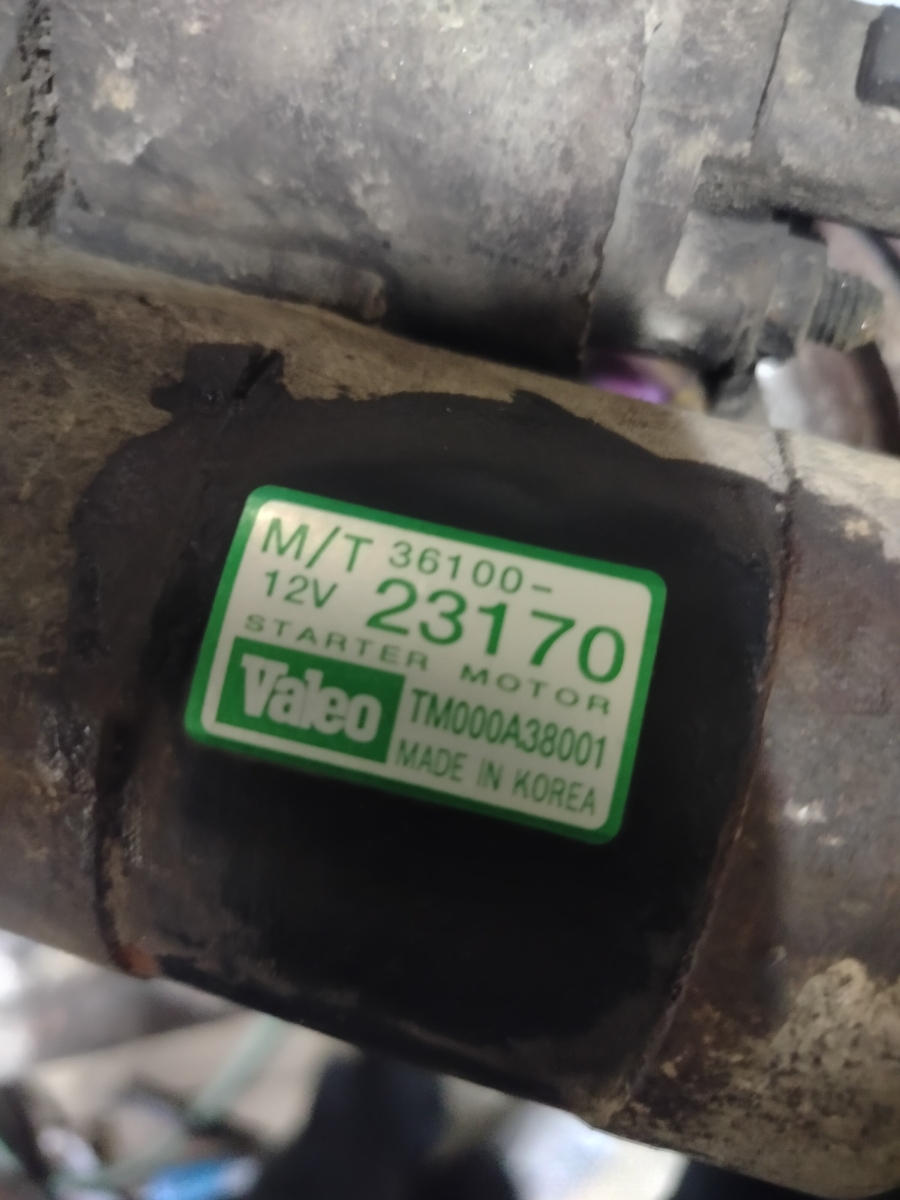 M/T 36100-
12V 23170
STARTER MOTOR
Valeo TM000A38001
MADE IN KOREA